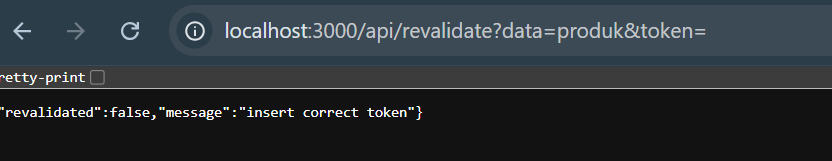 localhost:3000/api/revalidate?data=produk&token=
retty-print
"revalidated":false,"message":"insert correct token"}